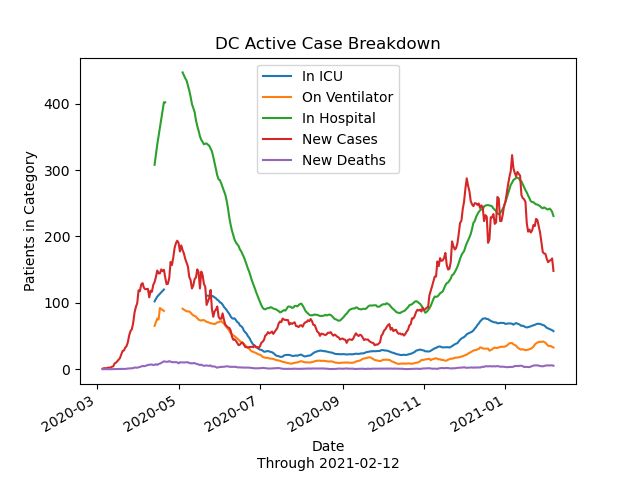 DC Active Case Breakdown
In ICU
On Ventilator
In Hospital
New Cases
New Deaths
Patients in Category
400
300
200
100
0
2020-03
2020-05
2020-07
2020-09
2020-11
2021-01
Date
Through 2021-02-12